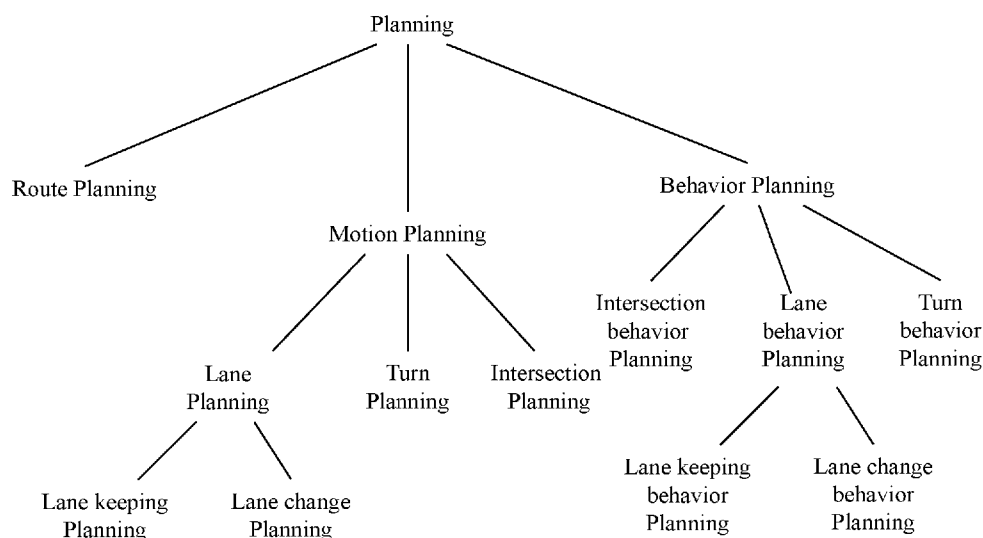 Planning
Route Planning
Behavior Planning
Motion Planning
Intersection
behavior
Planning
Lane
behavior
Planning
Turn
behavior
Planning
Lane
Planning
Turn
Planning
Intersection
Planning
Lane keeping
Planning
Lane change
Planning
Lane keeping
behavior
Planning
Lane change
behavior
Planning